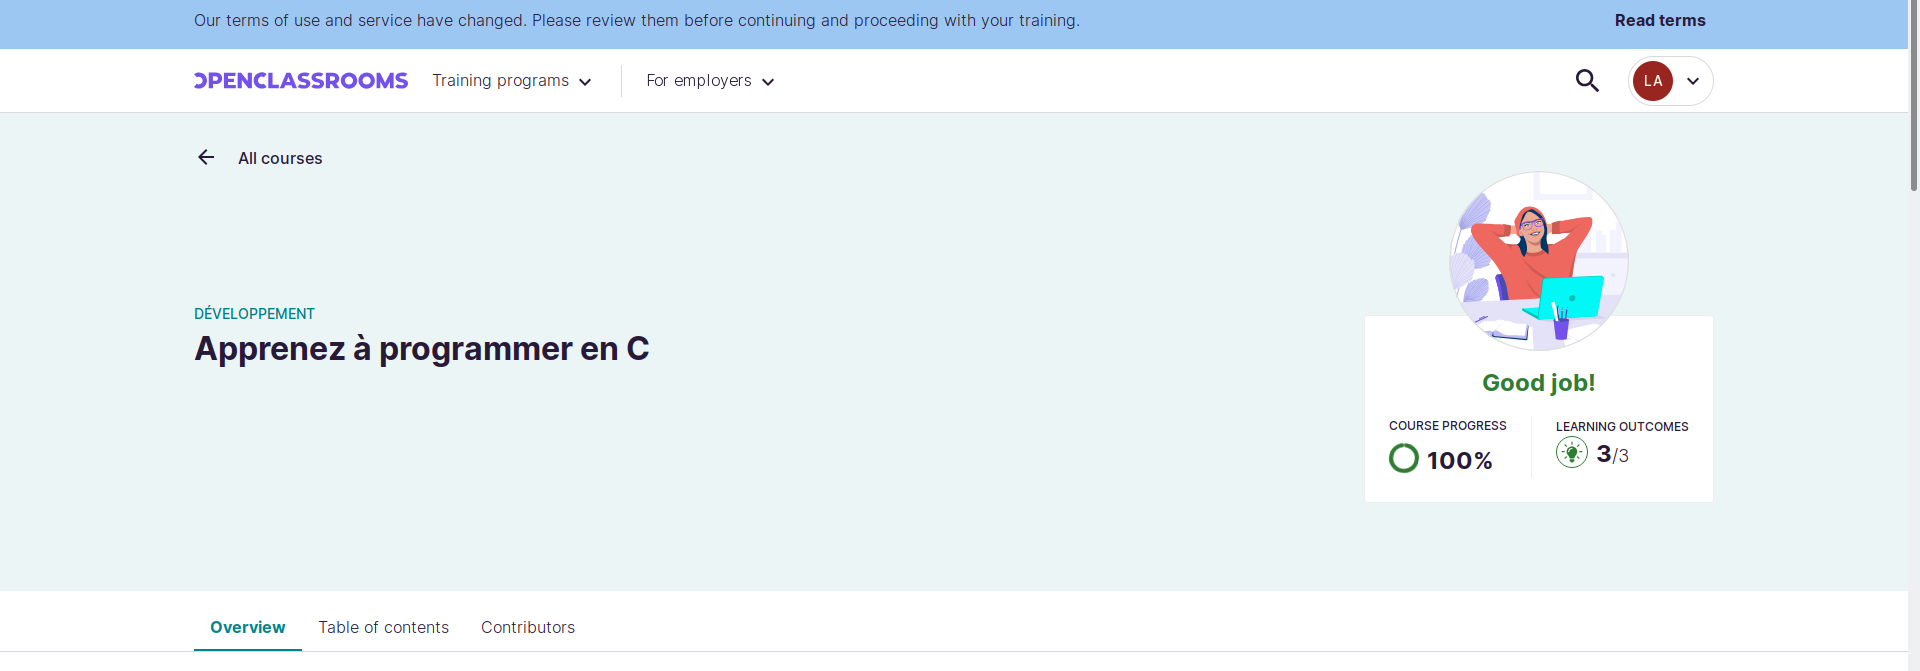 Our terms of use and service have changed. Please review them before continuing and proceeding with your training.
Read terms
OPENCLASSROOMS
Training programs
For employers
LA
All courses
DÉVELOPPEMENT
Apprenez à programmer en C
Good job!
COURSE PROGRESS
100%
LEARNING OUTCOMES
3/3
Overview
Table of contents
Contributors